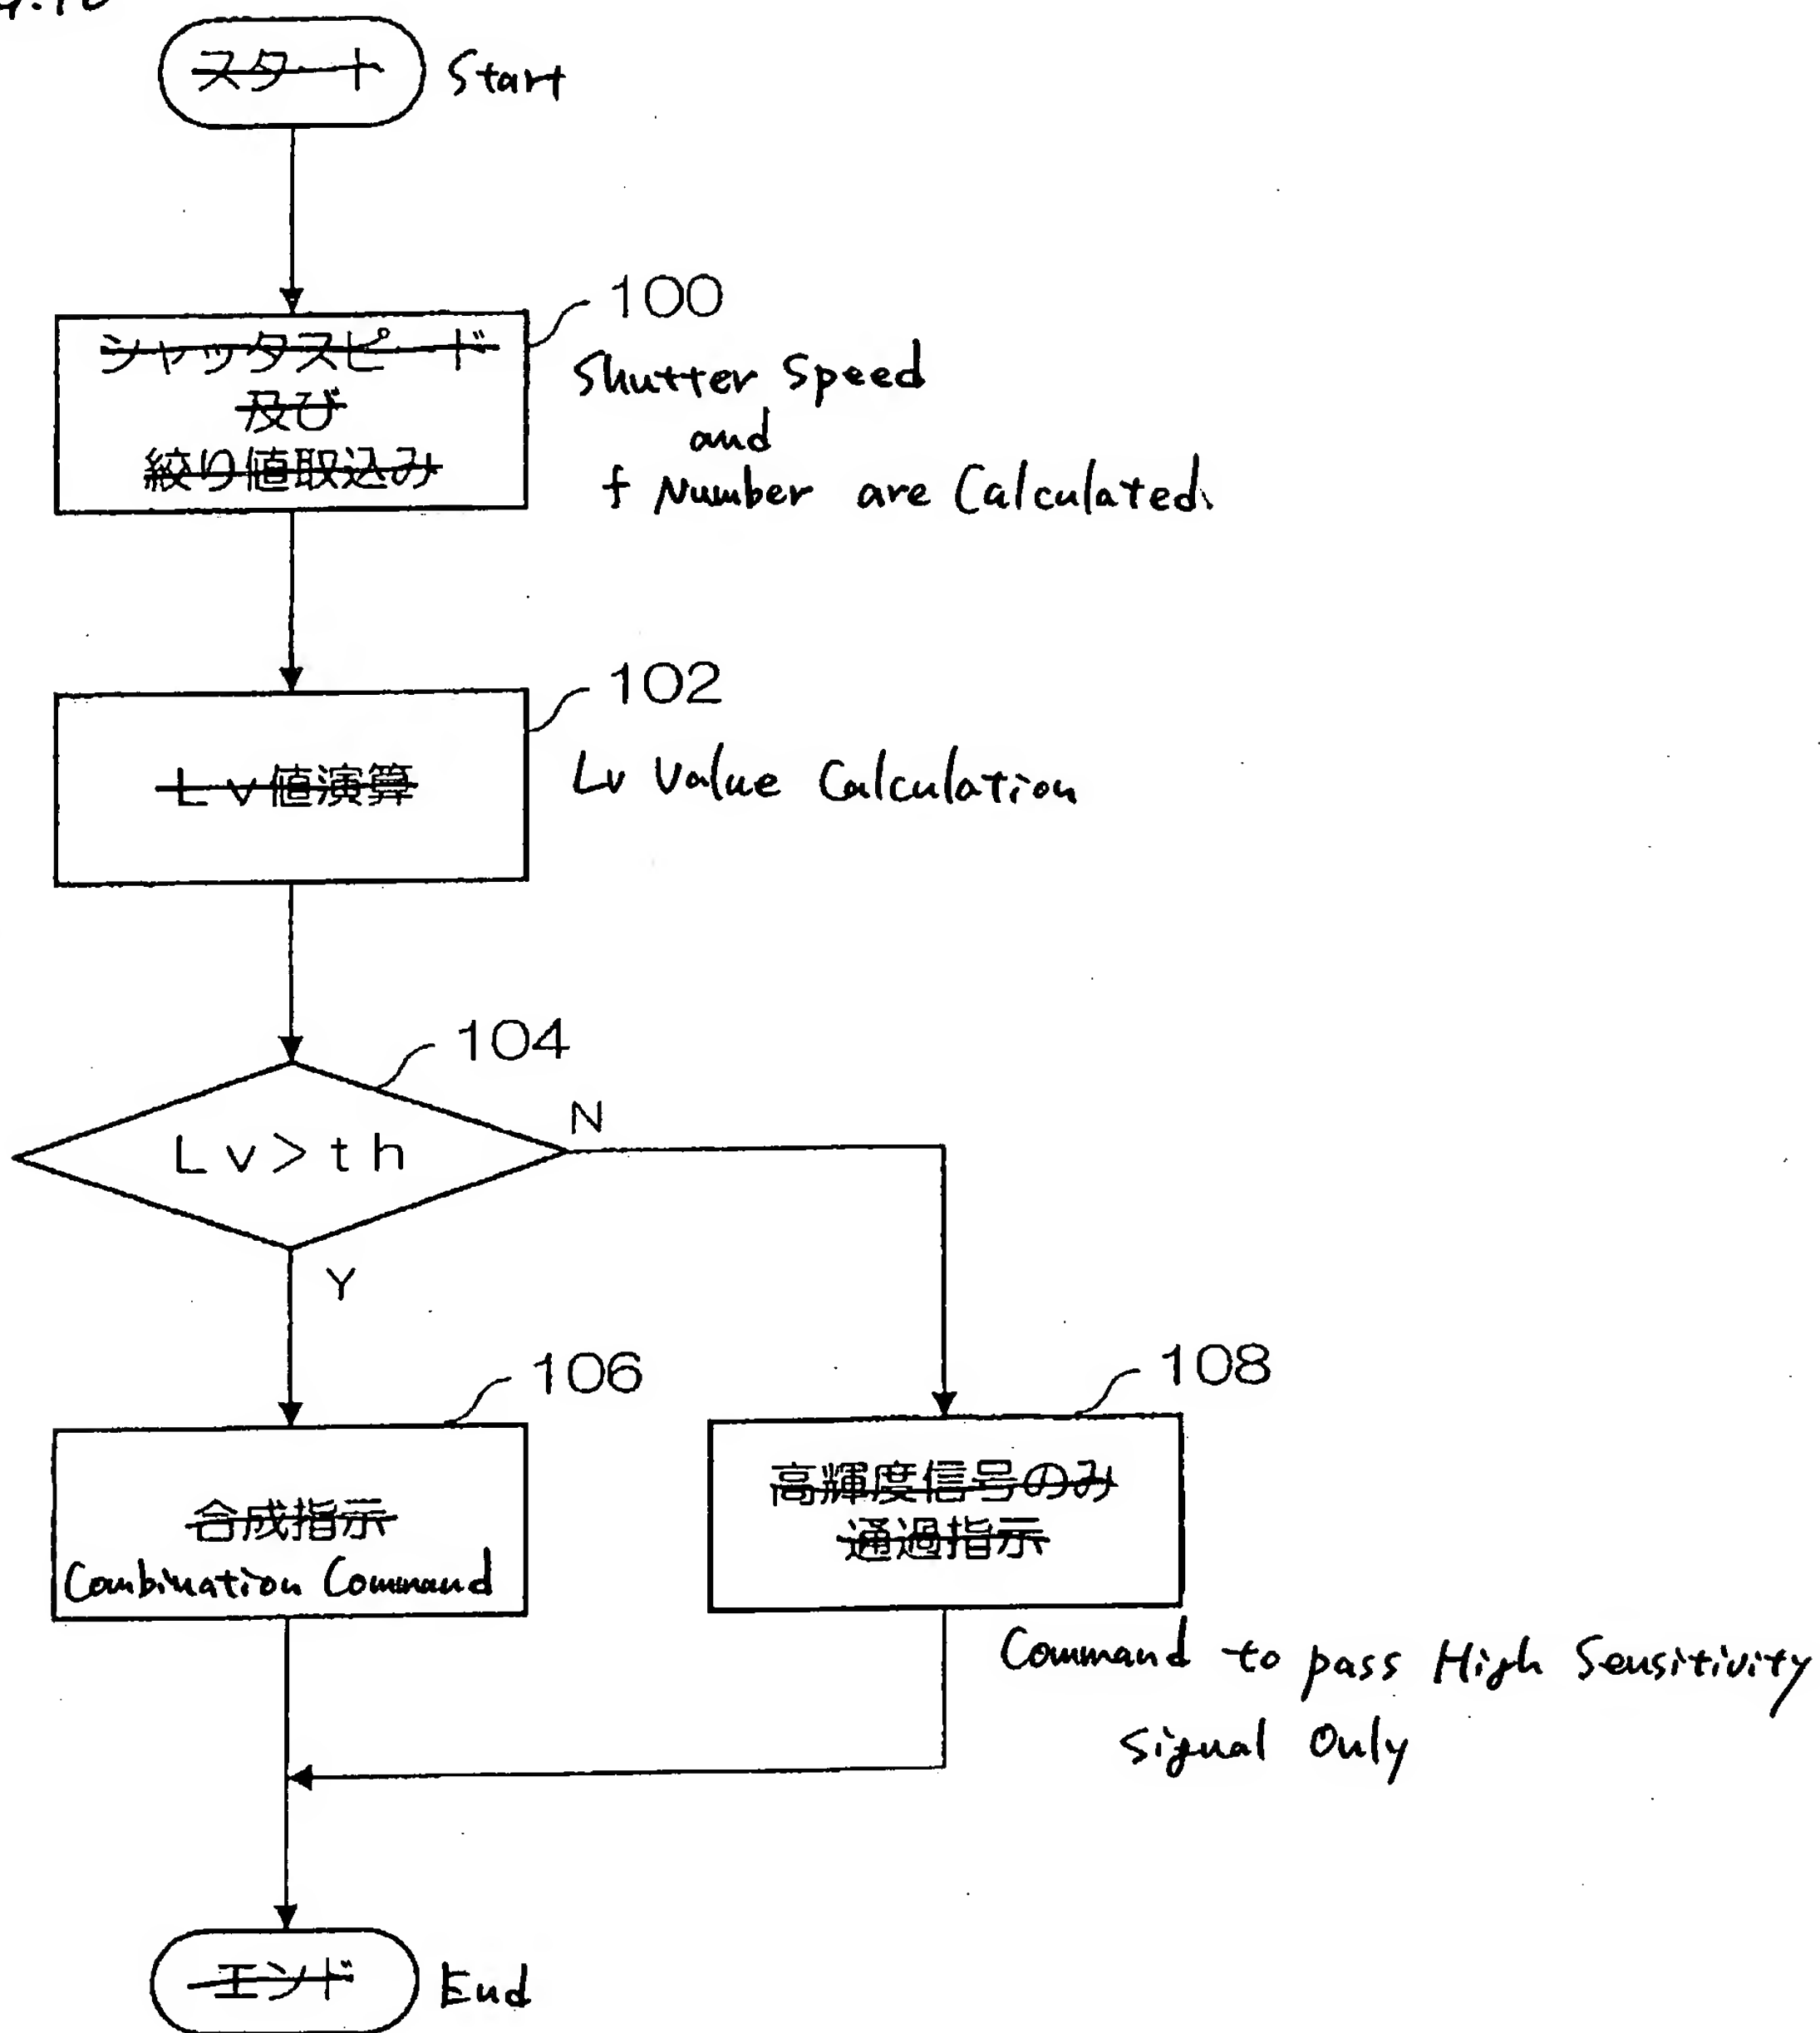 スタート Start
100
シャッタスピード
及び
絞り値取込み
Shutter Speed
and
f Number are Calculated.
102
Lv値演算
Lv Value Calculation
104
Lv>th
N
Y
106
合成指示
Combination Command
108
高輝度信号のみ
通過指示
Command to pass High Sensitivity
Signal Only
エンド End